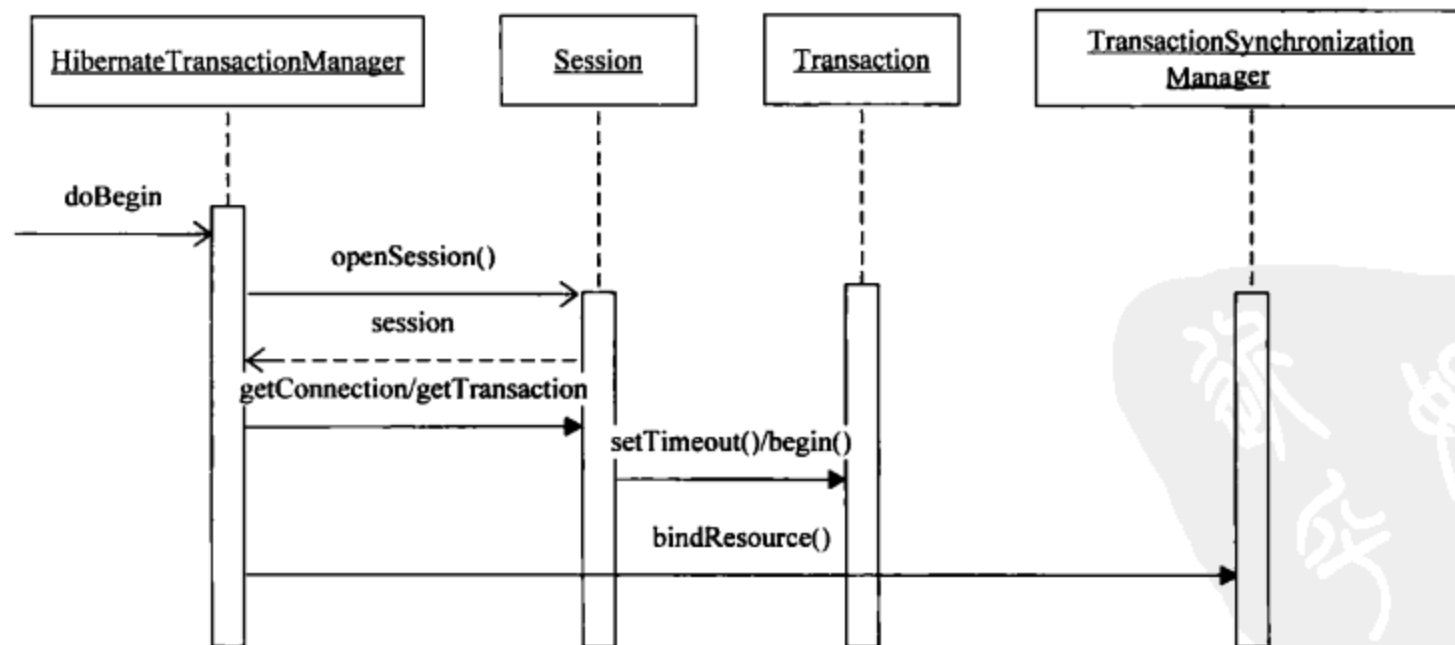 HibernateTransactionManager
Session
Transaction
TransactionSynchronization
Manager
doBegin
openSession()
session
getConnection/getTransaction
setTimeout()/begin()
bindResource()